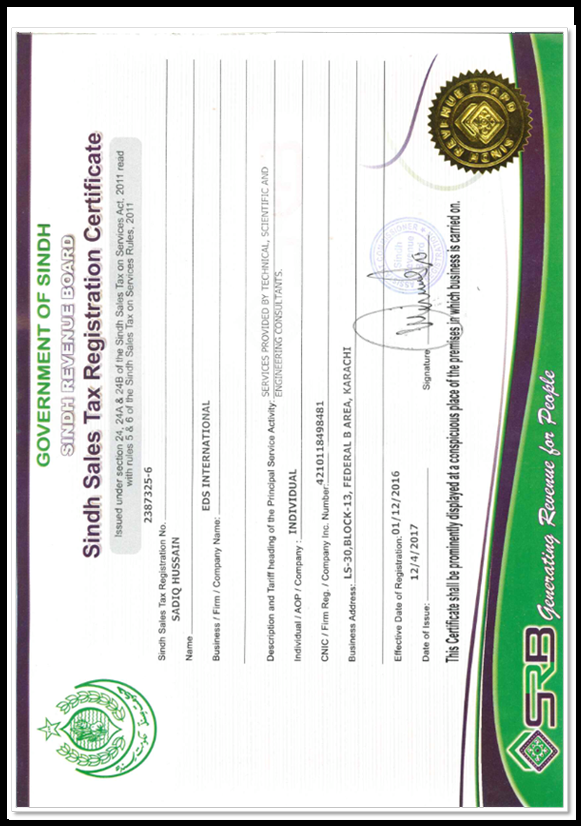 GOVERNMENT OF SINDH
SINDH REVENUE BOARD
Sindh Sales Tax Registration Certificate
Issued under section 24, 24A & 24B of the Sindh Sales Tax on Services Act, 2011 read
with rules 5 & 6 of the Sindh Sales Tax on Services Rules, 2011
Sindh Sales Tax Registration No. 2387325-6
Name SADIQ HUSSAIN
Business / Firm / Company Name: EDS INTERNATIONAL
Description and Tariff heading of the Principal Service Activity: SERVICES PROVIDED BY TECHNICAL, SCIENTIFIC AND
ENGINEERING CONSULTANTS.
Individual / AOP / Company : INDIVIDUAL
CNIC / Firm Reg. / Company Inc. Number: 4210118498481
Business Address: LS-30,BLOCK-13, FEDERAL B AREA, KARACHI
Effective Date of Registration: 01/12/2016
Date of Issue: 12/4/2017
Signature
This Certificate shall be prominently displayed at a conspicuous place of the premises in which business is carried on.
SRB Generating Revenue for People
SINDH REVENUE BOARD